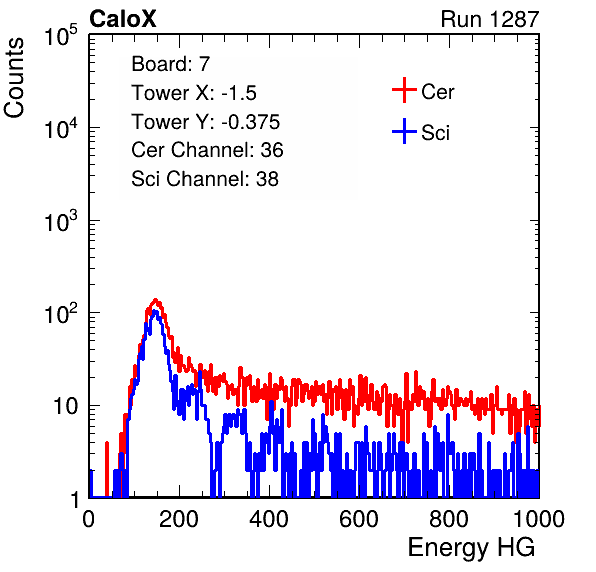 CaloX Run 1287
Counts
10^5
10^4
10^3
10^2
10
1
Board: 7
Tower X: -1.5
Tower Y: -0.375
Cer Channel: 36
Sci Channel: 38
Cer
Sci
0 200 400 600 800 1000
Energy HG